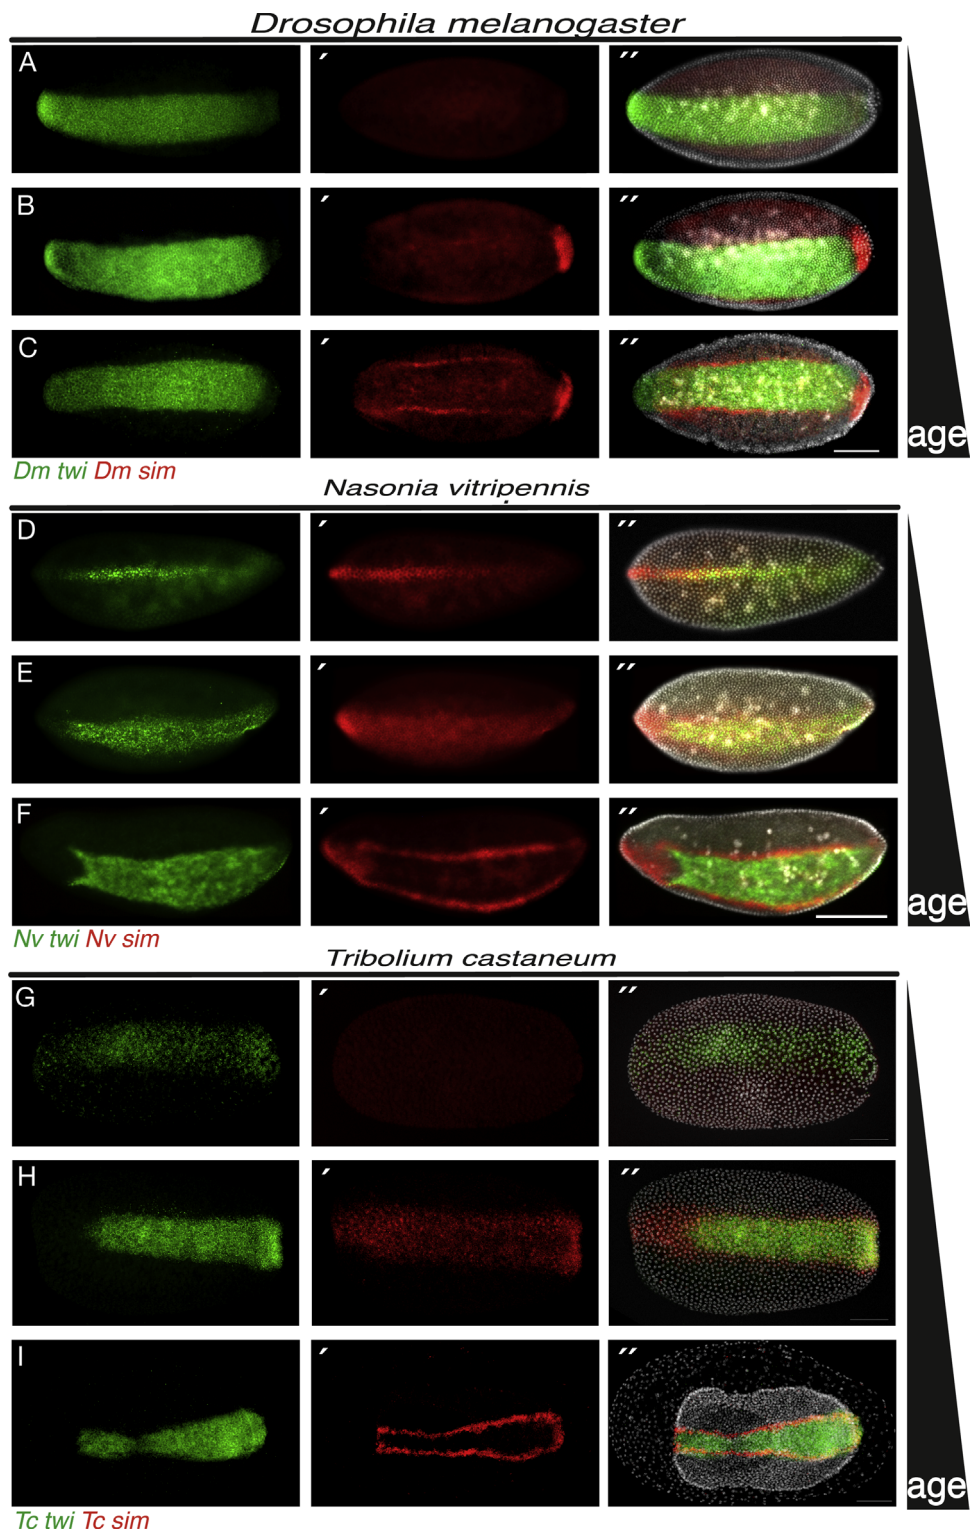 Drosophila melanogaster
A ′ ″
B ′ ″
C ′ ″
age
Dm twi Dm sim
Nasonia vitripennis
D ′ ″
E ′ ″
F ′ ″
age
Nv twi Nv sim
Tribolium castaneum
G ′ ″
H ′ ″
I ′ ″
age
Tc twi Tc sim